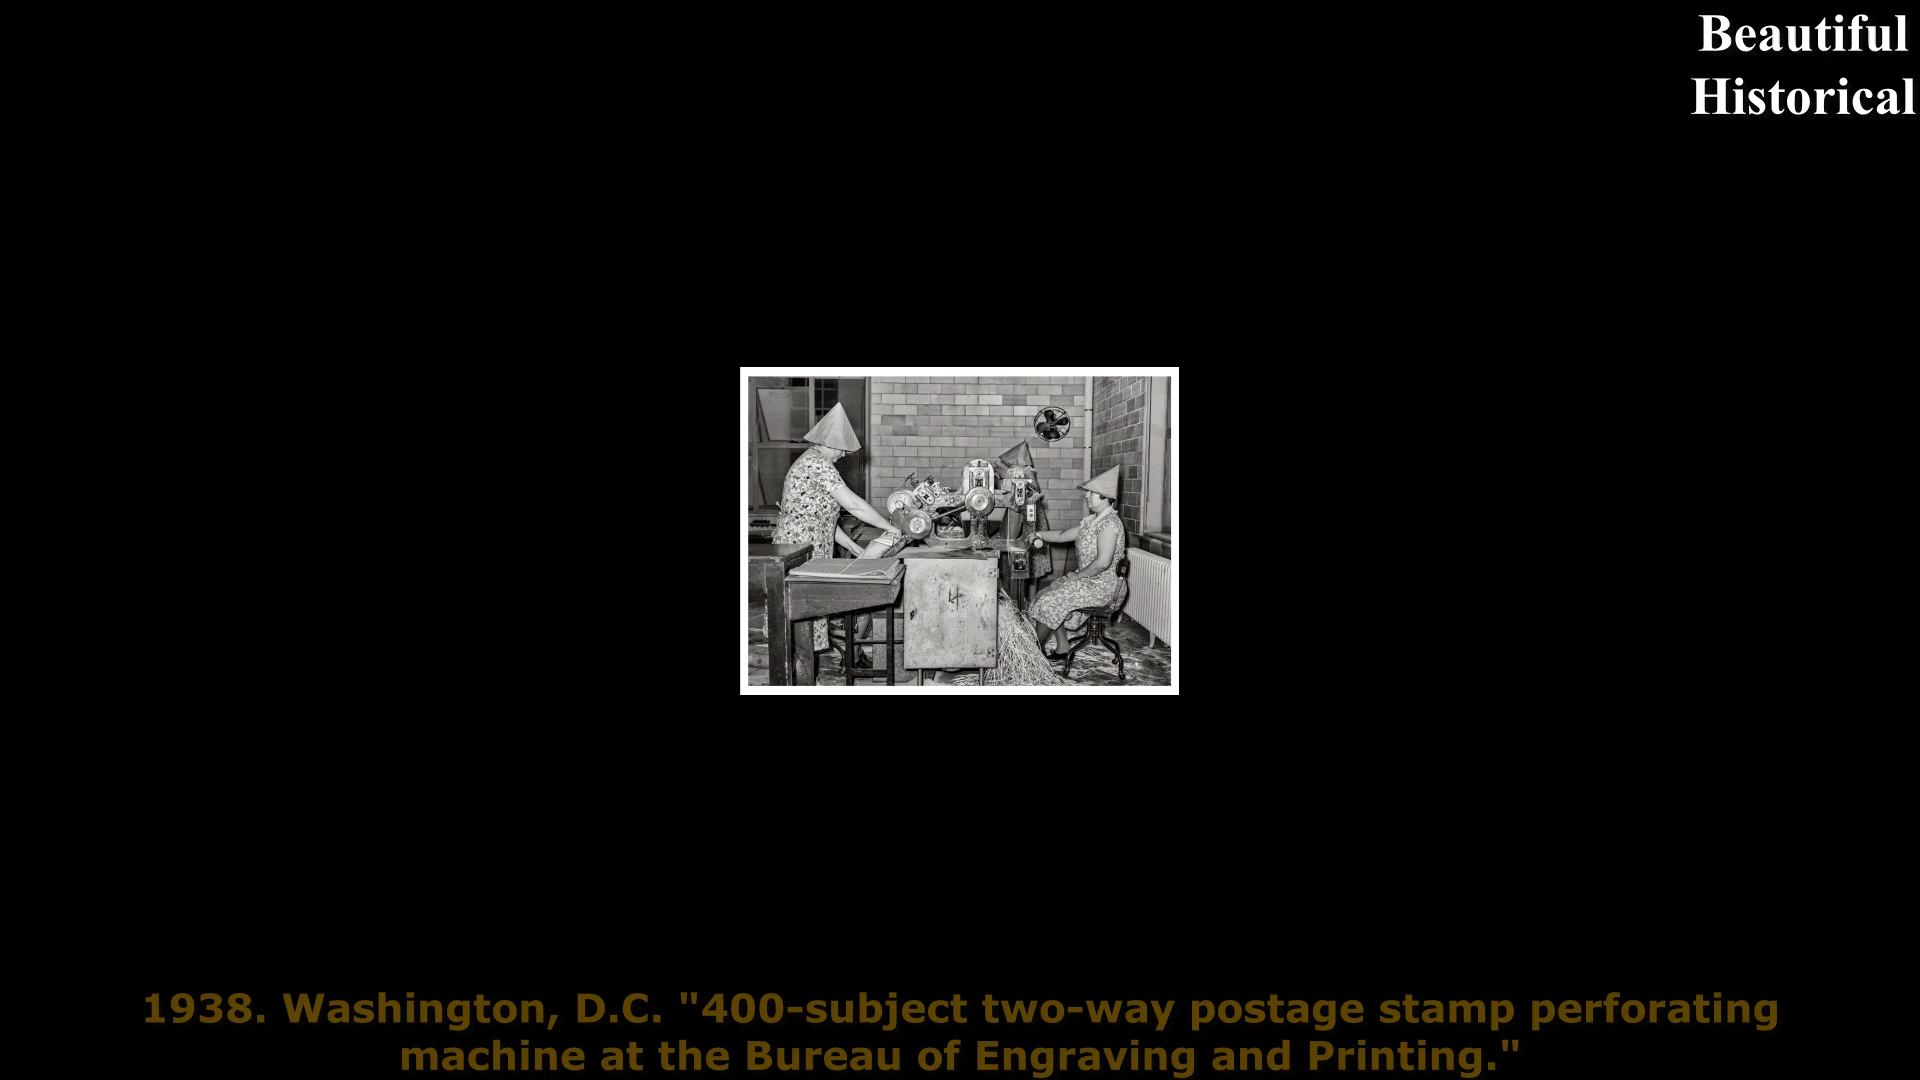 Beautiful
Historical
1938. Washington, D.C. "400-subject two-way postage stamp perforating
machine at the Bureau of Engraving and Printing."